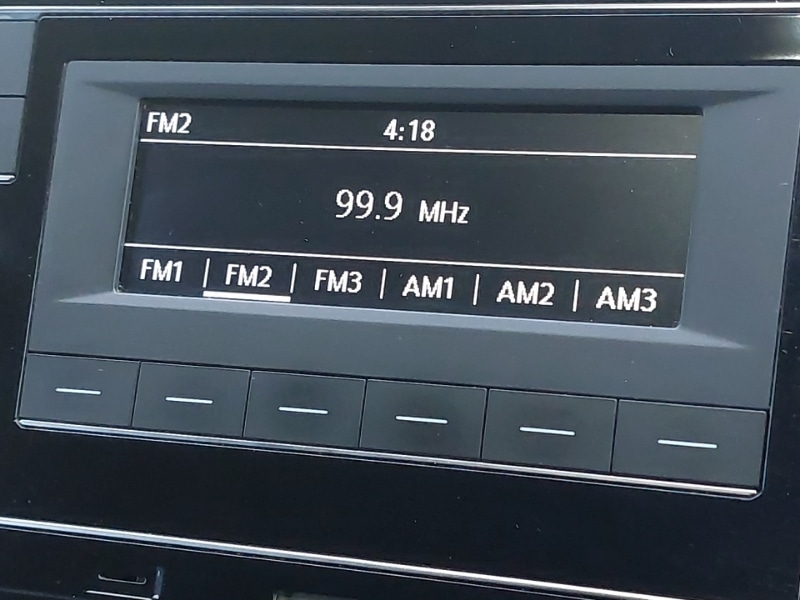 FM2 4:18
99.9 MHz
FM1 | FM2 | FM3 | AM1 | AM2 | AM3